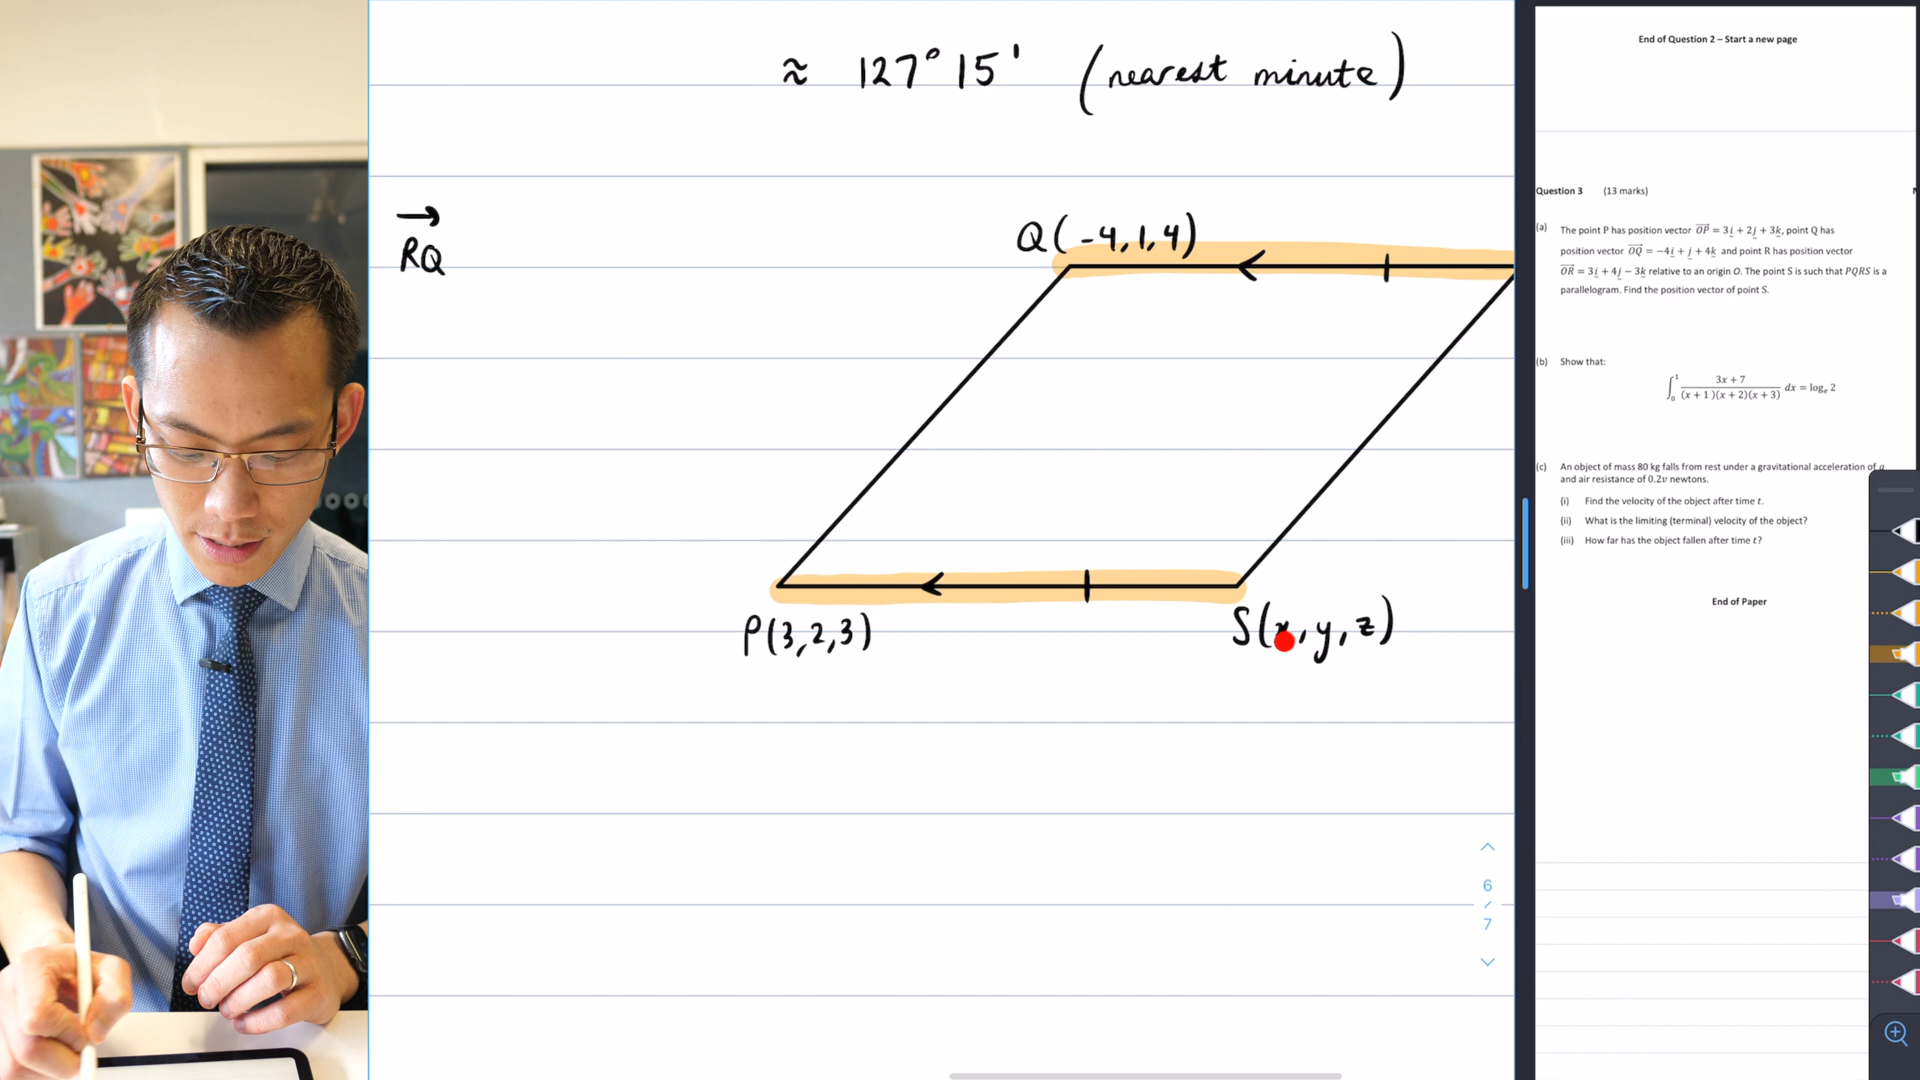 ≈ 127° 15' (nearest minute)
RQ
Q(-4,1,4)
P(3,2,3)
S(x,y,z)
6
/
7
End of Question 2 – Start a new page
Question 3 (13 marks)
(a) The point P has position vector OP = 3i + 2j + 3k, point Q has
position vector OQ = −4i + j + 4k and point R has position vector
OR = 3i + 4j − 3k relative to an origin O. The point S is such that PQRS is a
parallelogram. Find the position vector of point S.
(b) Show that:
∫₀¹ (3x + 7)/((x + 1)(x + 2)(x + 3)) dx = logₑ 2
(c) An object of mass 80 kg falls from rest under a gravitational acceleration of g
and air resistance of 0.2v newtons.
(i) Find the velocity of the object after time t.
(ii) What is the limiting (terminal) velocity of the object?
(iii) How far has the object fallen after time t?
End of Paper